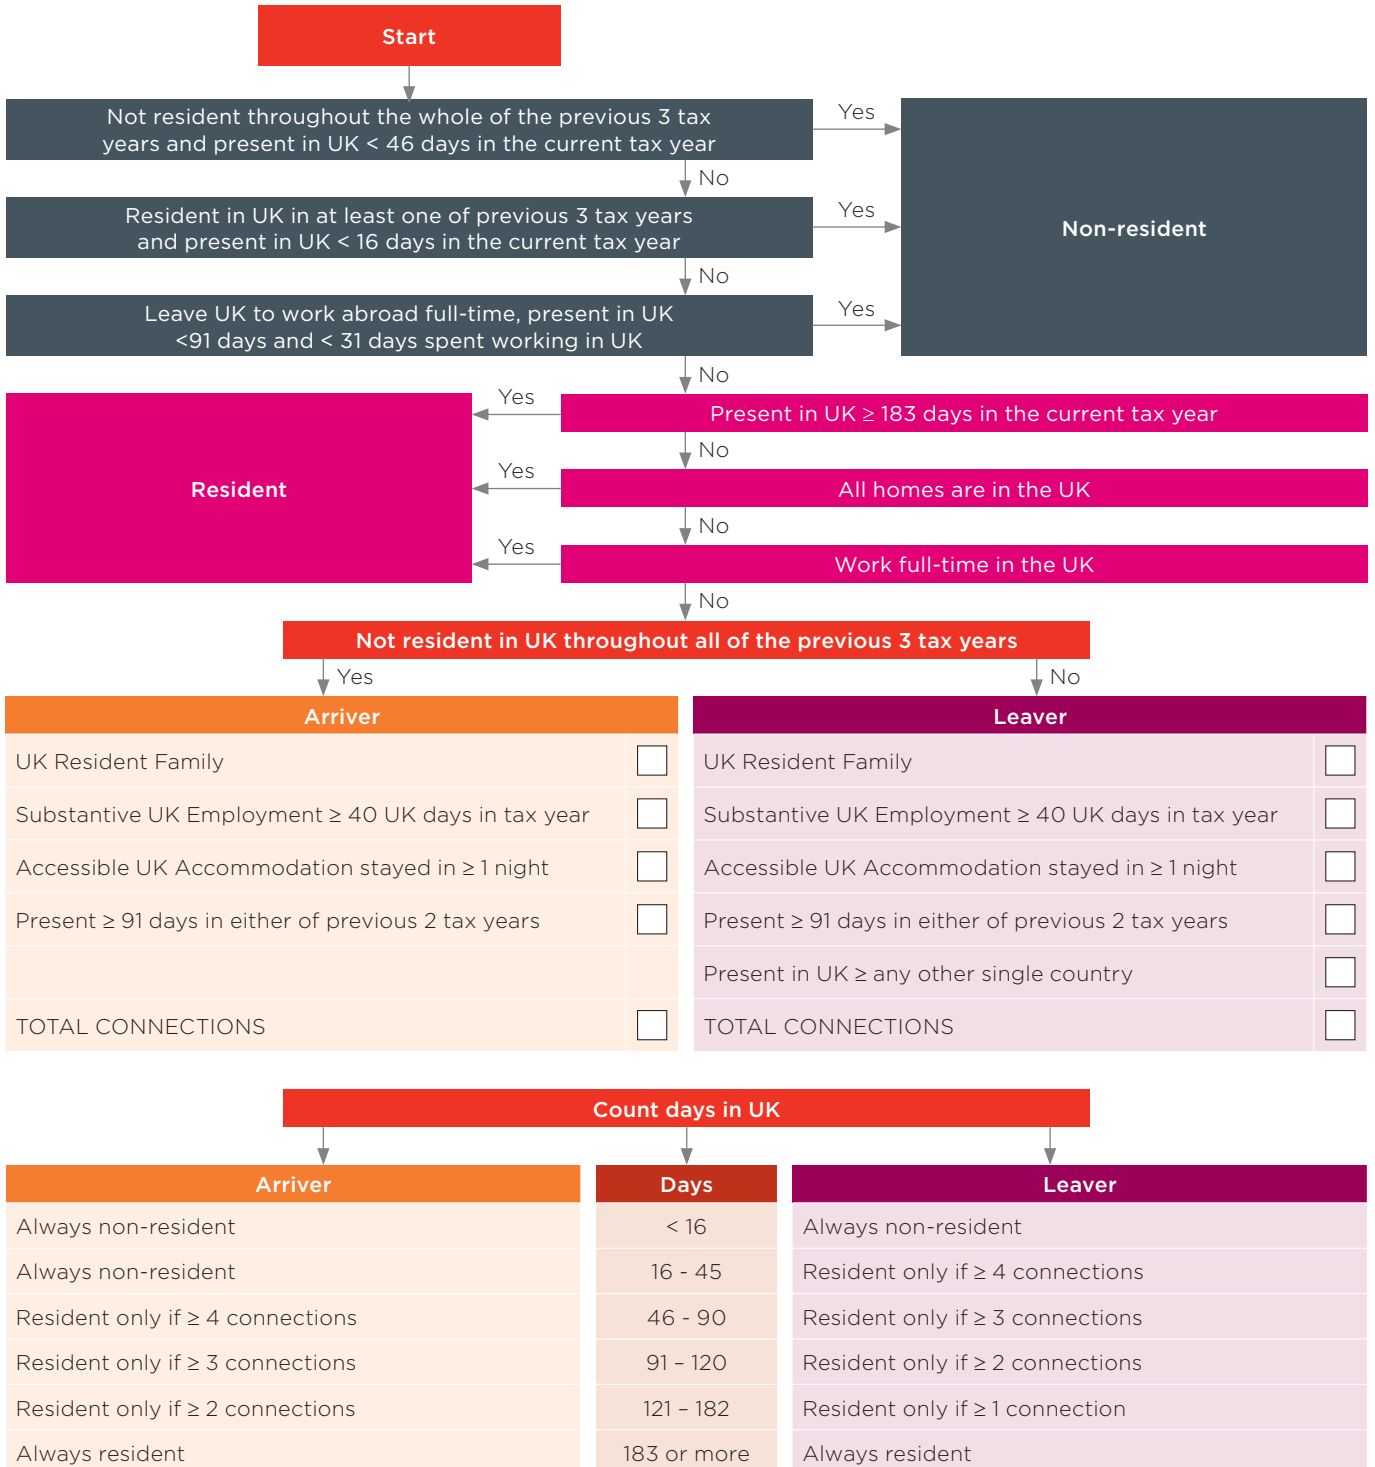 Start
Not resident throughout the whole of the previous 3 tax
years and present in UK < 46 days in the current tax year
Yes
No
Resident in UK in at least one of previous 3 tax years
and present in UK < 16 days in the current tax year
Yes
Non-resident
No
Leave UK to work abroad full-time, present in UK
<91 days and < 31 days spent working in UK
Yes
No
Yes
Present in UK ≥ 183 days in the current tax year
No
Resident
Yes
All homes are in the UK
No
Yes
Work full-time in the UK
No
Not resident in UK throughout all of the previous 3 tax years
Yes
No
Arriver
UK Resident Family
Substantive UK Employment ≥ 40 UK days in tax year
Accessible UK Accommodation stayed in ≥ 1 night
Present ≥ 91 days in either of previous 2 tax years
TOTAL CONNECTIONS
Leaver
UK Resident Family
Substantive UK Employment ≥ 40 UK days in tax year
Accessible UK Accommodation stayed in ≥ 1 night
Present ≥ 91 days in either of previous 2 tax years
Present in UK ≥ any other single country
TOTAL CONNECTIONS
Count days in UK
Arriver Days Leaver
Always non-resident < 16 Always non-resident
Always non-resident 16 - 45 Resident only if ≥ 4 connections
Resident only if ≥ 4 connections 46 - 90 Resident only if ≥ 3 connections
Resident only if ≥ 3 connections 91 – 120 Resident only if ≥ 2 connections
Resident only if ≥ 2 connections 121 – 182 Resident only if ≥ 1 connection
Always resident 183 or more Always resident